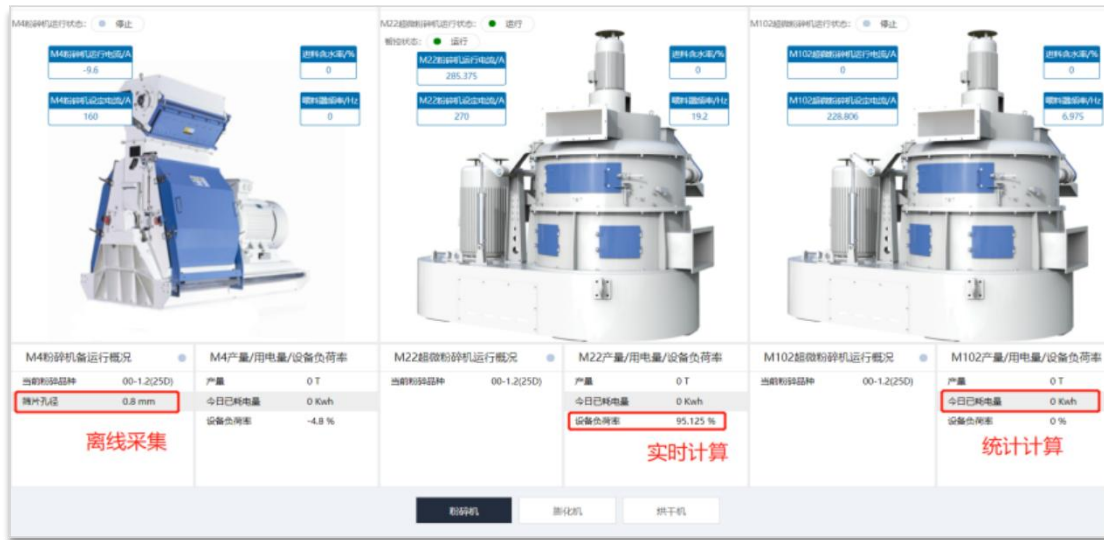 M4粉碎机运行状态: 停止
M4粉碎机运行电流/A
-9.6
进料含水率/%
0
M4粉碎机设定电流/A
160
喂料器频率/Hz
0
M22超微粉碎机运行状态: 运行
智控状态: 运行
M22粉碎机运行电流/A
285.375
进料含水率/%
0
M22粉碎机设定电流/A
270
喂料器频率/Hz
19.2
M102超微粉碎机运行状态: 停止
M102超微粉碎机运行电流/A
0
进料含水率/%
0
M102超微粉碎机设定电流/A
228.806
喂料器频率/Hz
6.975
M4粉碎机备运行概况
当前粉碎品种 00-1.2(25D)
筛片孔径 0.8 mm
离线采集
M4产量/用电量/设备负荷率
产量 0 T
今日已耗电量 0 Kwh
设备负荷率 -4.8 %
M22超微粉碎机运行概况
当前粉碎品种 00-1.2(25D)
M22产量/用电量/设备负荷率
产量 0 T
今日已耗电量 0 Kwh
设备负荷率 95.125 %
实时计算
M102超微粉碎机运行概况
当前粉碎品种 00-1.2(25D)
M102产量/用电量/设备负荷率
产量 0 T
今日已耗电量 0 Kwh
设备负荷率 0 %
统计计算
粉碎机 膨化机 烘干机